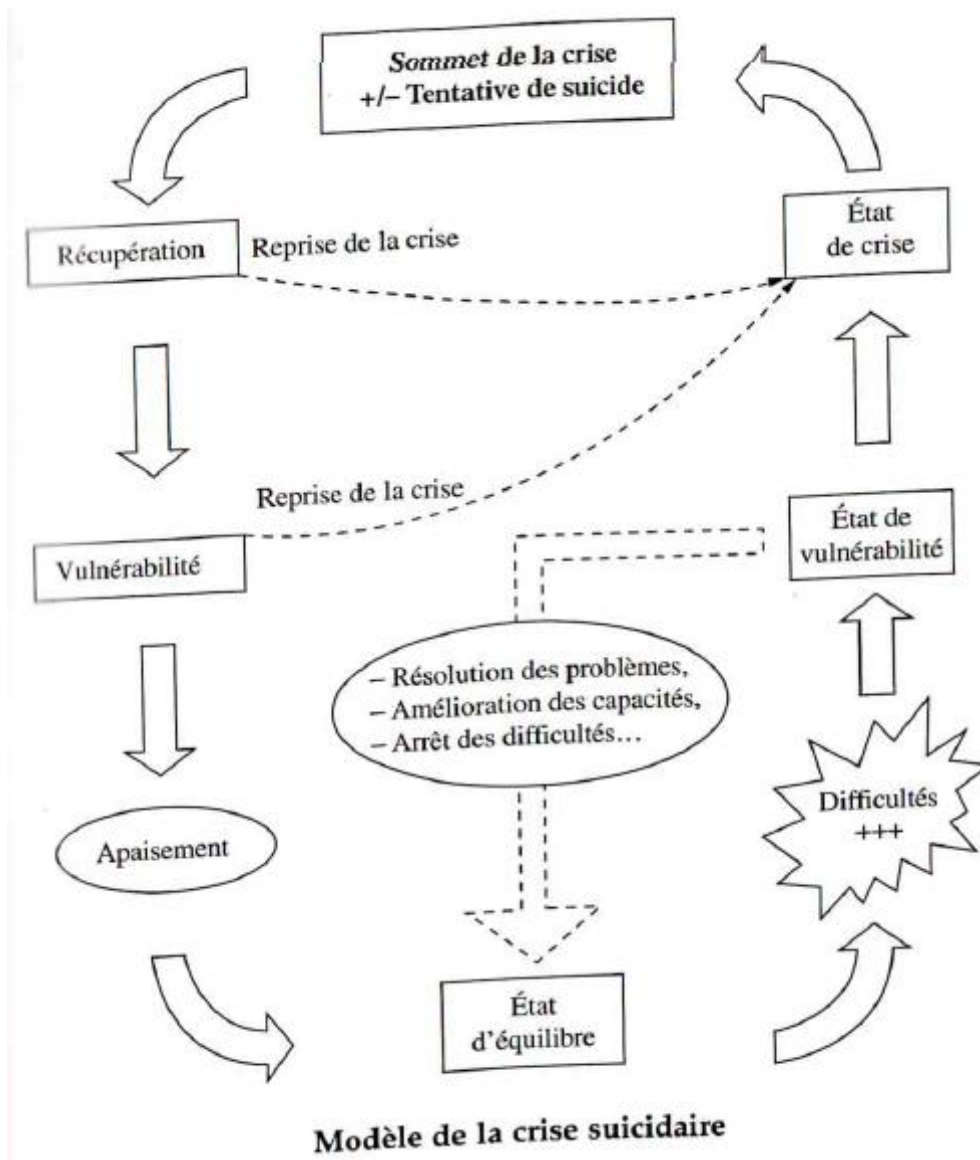 Sommet de la crise
+/– Tentative de suicide
Récupération
Reprise de la crise
État
de crise
Reprise de la crise
Vulnérabilité
État de
vulnérabilité
– Résolution des problèmes,
– Amélioration des capacités,
– Arrêt des difficultés…
Difficultés
+++
Apaisement
État
d'équilibre
Modèle de la crise suicidaire